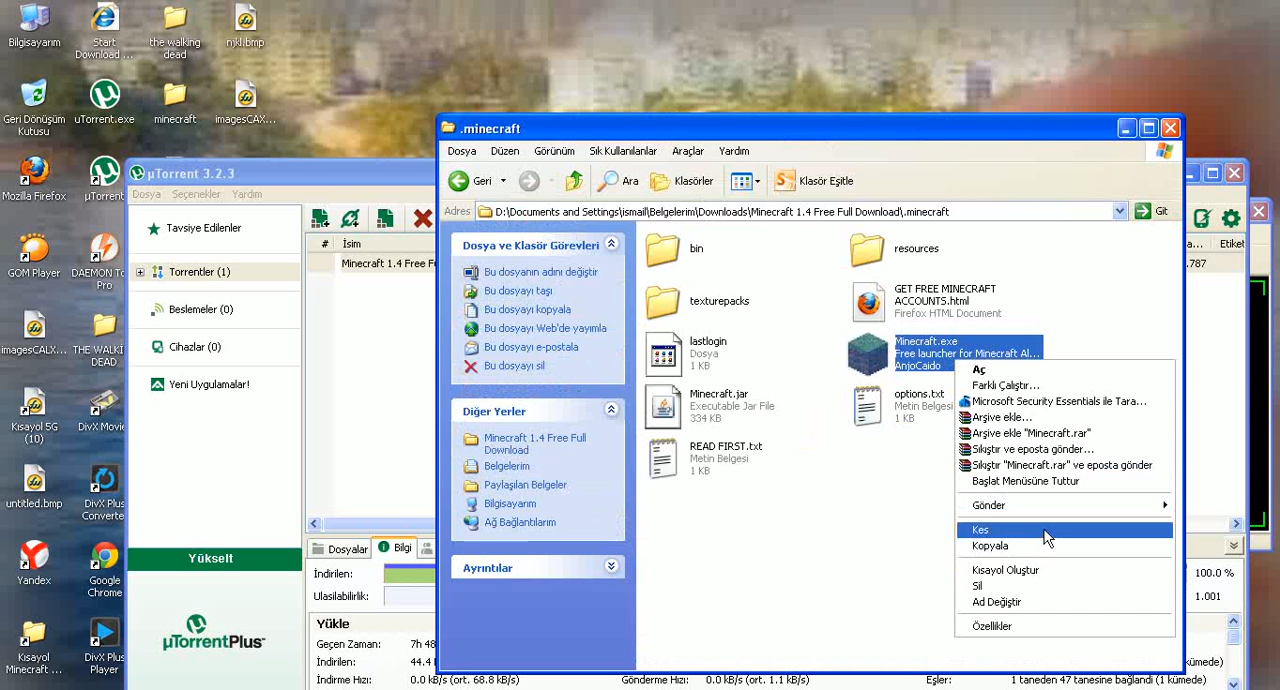 Bilgisayarım
Start
Download ...
the walking
dead
njkl.bmp
Geri Dönüşüm
Kutusu
uTorrent.exe
minecraft
imagesCAX...
Mozilla Firefox
µTorrent
GOM Player
DAEMON To
Pro
imagesCALX...
THE WALKI
DEAD
Kısayol 5G
(10)
DivX Movie
untitled.bmp
DivX Plus
Converte
Yandex
Google
Chrome
Kısayol
Minecraft ...
DivX Plus
Player
µTorrent 3.2.3
Dosya Seçenekler Yardım
Tavsiye Edilenler
Torrentler (1)
Beslemeler (0)
Cihazlar (0)
Yeni Uygulamalar!
Yükselt
µTorrentPlus
# İsim
Minecraft 1.4 Free F
Etiket
.787
Dosyalar
Bilgi
İndirilen:
100.0 %
Ulasilabilirlik:
1.001
Yükle
Geçen Zaman: 7h 48
İndirilen: 44.4
İndirme Hızı: 0.0 kB/s (ort. 68.8 kB/s)
Gönderme Hızı: 0.0 kB/s (ort. 1.1 kB/s)
Eşler: 1 taneden 47 tanesine bağlandi (1 kümede)
kümede)
.minecraft
Dosya Düzen Görünüm Sık Kullanılanlar Araçlar Yardım
Geri
Ara
Klasörler
Klasör Eşitle
Adres
D:\Documents and Settings\ismail\Belgelerim\Downloads\Minecraft 1.4 Free Full Download\.minecraft
Git
Dosya ve Klasör Görevleri
Bu dosyanın adını değiştir
Bu dosyayı taşı
Bu dosyayı kopyala
Bu dosyayı Web'de yayımla
Bu dosyayı e-postala
Bu dosyayı sil
Diğer Yerler
Minecraft 1.4 Free Full
Download
Belgelerim
Paylaşılan Belgeler
Bilgisayarım
Ağ Bağlantılarım
Ayrıntılar
bin
resources
texturepacks
GET FREE MINECRAFT
ACCOUNTS.html
Firefox HTML Document
lastlogin
Dosya
1 KB
Minecraft.exe
Free launcher for Minecraft Al...
AnjoCaido
Minecraft.jar
Executable Jar File
334 KB
options.txt
Metin Belgesi
1 KB
READ FIRST.txt
Metin Belgesi
1 KB
Aç
Farklı Çalıştır...
Microsoft Security Essentials ile Tara...
Arşive ekle...
Arşive ekle "Minecraft.rar"
Sıkıştır ve eposta gönder...
Sıkıştır "Minecraft.rar" ve eposta gönder
Başlat Menüsüne Tuttur
Gönder
Kes
Kopyala
Kısayol Oluştur
Sil
Ad Değiştir
Özellikler